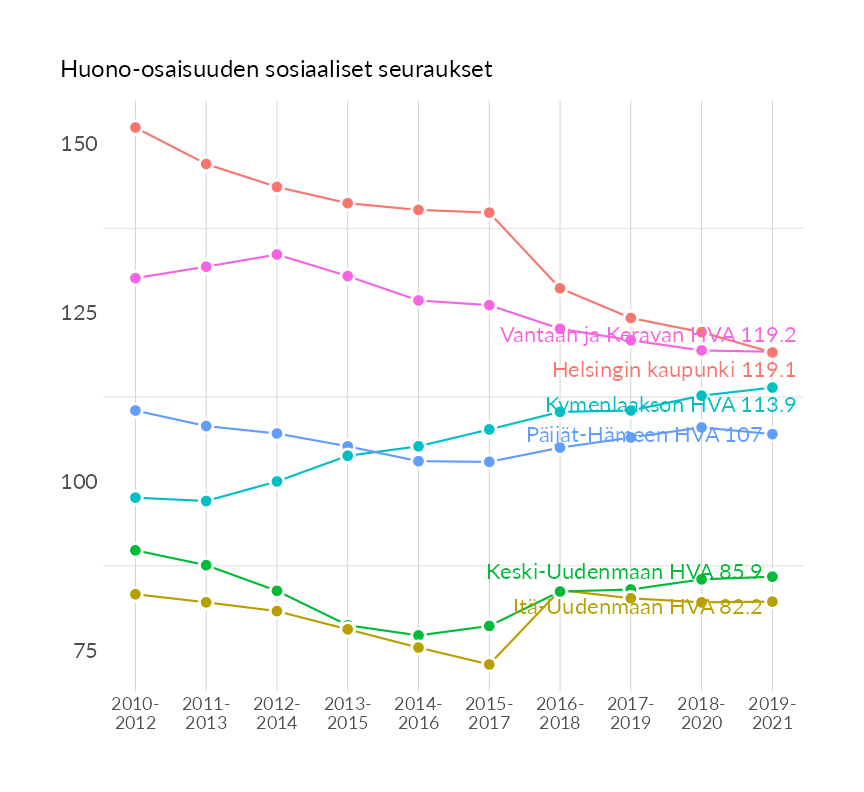 Huono-osaisuuden sosiaaliset seuraukset
150
125
Vantaan ja Keravan HVA 119.2
Helsingin kaupunki 119.1
Kymenlaakson HVA 113.9
Päijät-Hämeen HVA 107
100
Keski-Uudenmaan HVA 85.9
Itä-Uudenmaan HVA 82.2
75
2010- 2011- 2012- 2013- 2014- 2015- 2016- 2017- 2018- 2019-
2012 2013 2014 2015 2016 2017 2018 2019 2020 2021